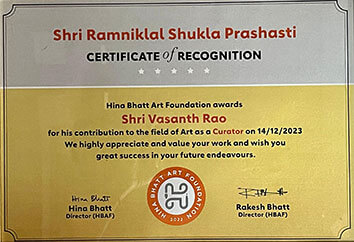 Shri Ramniklal Shukla Prashasti
CERTIFICATE of RECOGNITION
Hina Bhatt Art Foundation awards
Shri Vasanth Rao
for his contribution to the field of Art as a Curator on 14/12/2023
We highly appreciate and value your work and wish you
great success in your future endeavours.
Hina Bhatt
Hina Bhatt
Director (HBAF)
HINA BHATT ART FOUNDATION
2022
Rakesh Bhatt
Director (HBAF)